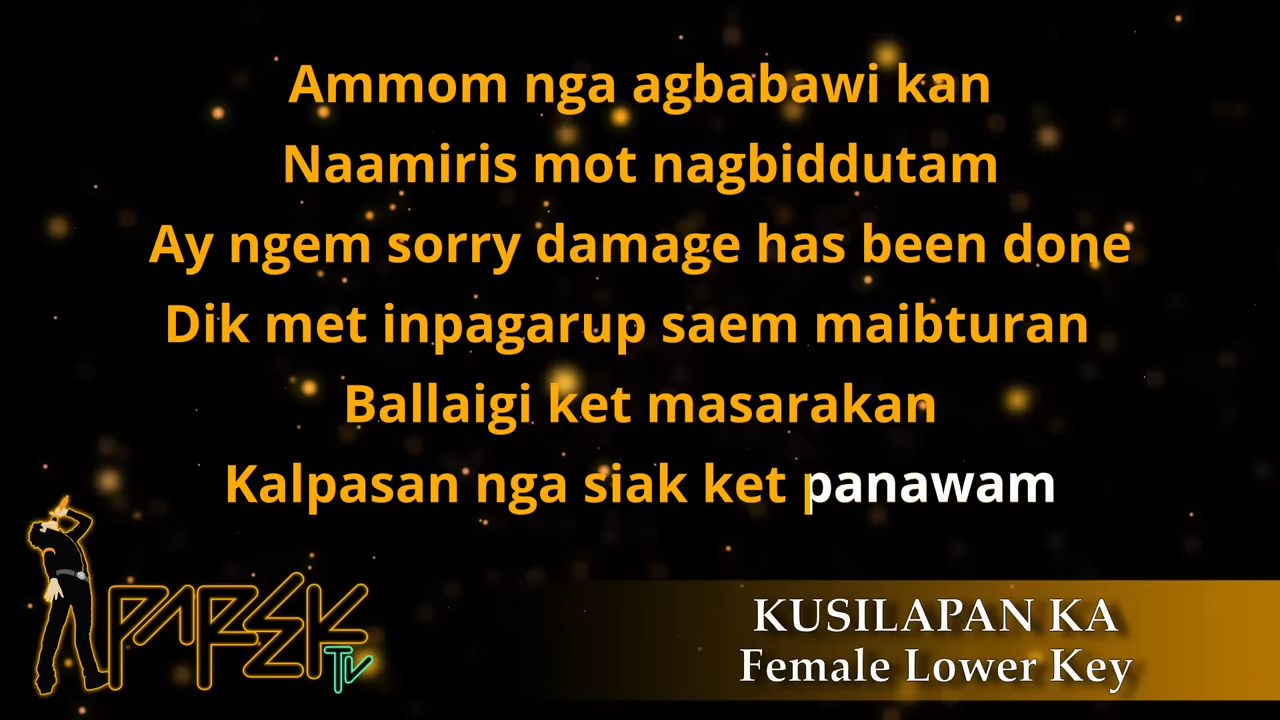 Ammom nga agbabawi kan
Naamiris mot nagbiddutam
Ay ngem sorry damage has been done
Dik met inpagarup saem maibturan
Ballaigi ket masarakan
Kalpasan nga siak ket panawam
PAPEK TV
KUSILAPAN KA
Female Lower Key